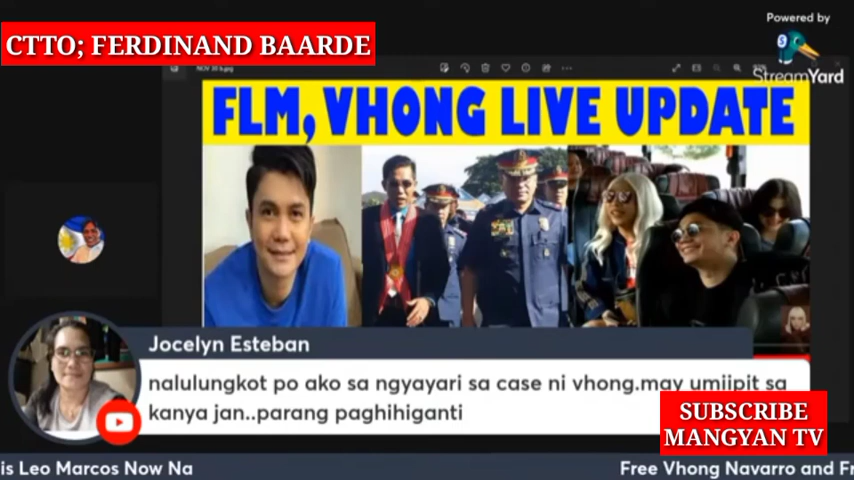 Powered by
CTTO; FERDINAND BAARDE
StreamYard
FLM, VHONG LIVE UPDATE
Jocelyn Esteban
nalulungkot po ako sa ngyayari sa case ni vhong.may umiipit sa
kanya jan..parang paghihiganti
SUBSCRIBE
MANGYAN TV
is Leo Marcos Now Na
Free Vhong Navarro and Fr